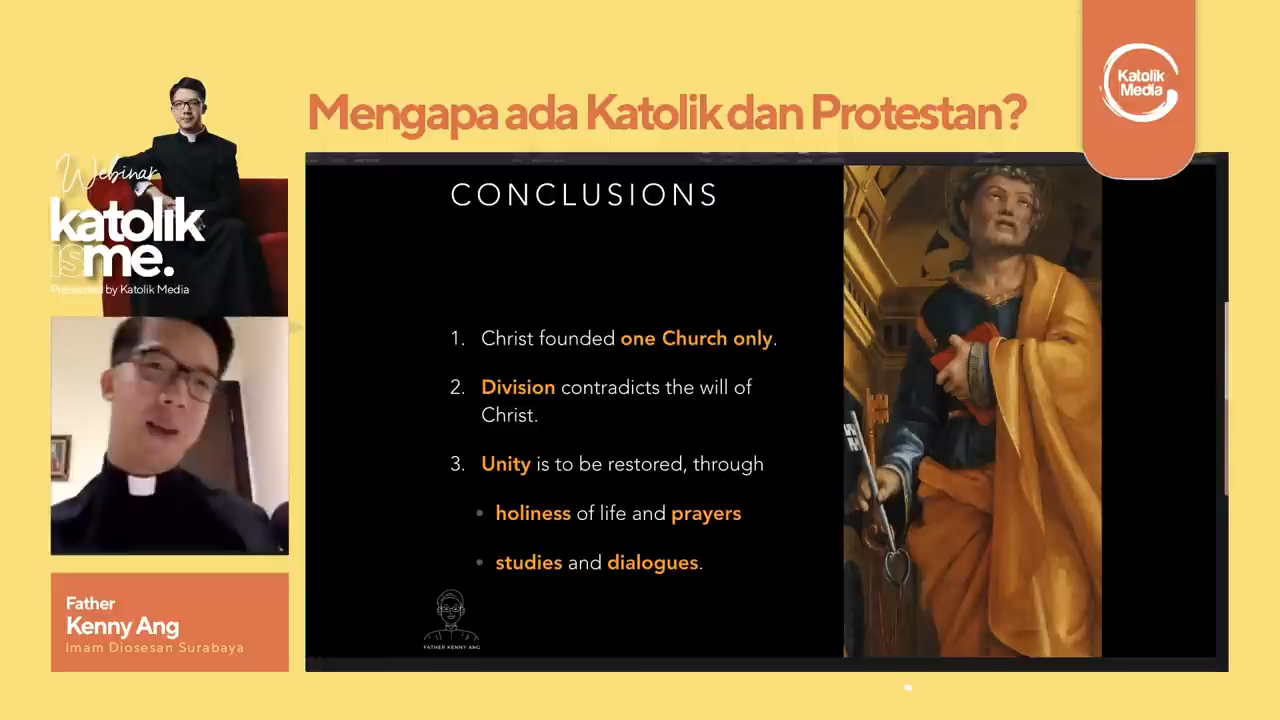 Mengapa ada Katolik dan Protestan?
Katolik
Media
Webinar
katolik
isme.
Presented by Katolik Media
CONCLUSIONS
1. Christ founded one Church only.
2. Division contradicts the will of
Christ.
3. Unity is to be restored, through
• holiness of life and prayers
• studies and dialogues.
FATHER KENNY ANG
Father
Kenny Ang
Imam Diosesan Surabaya